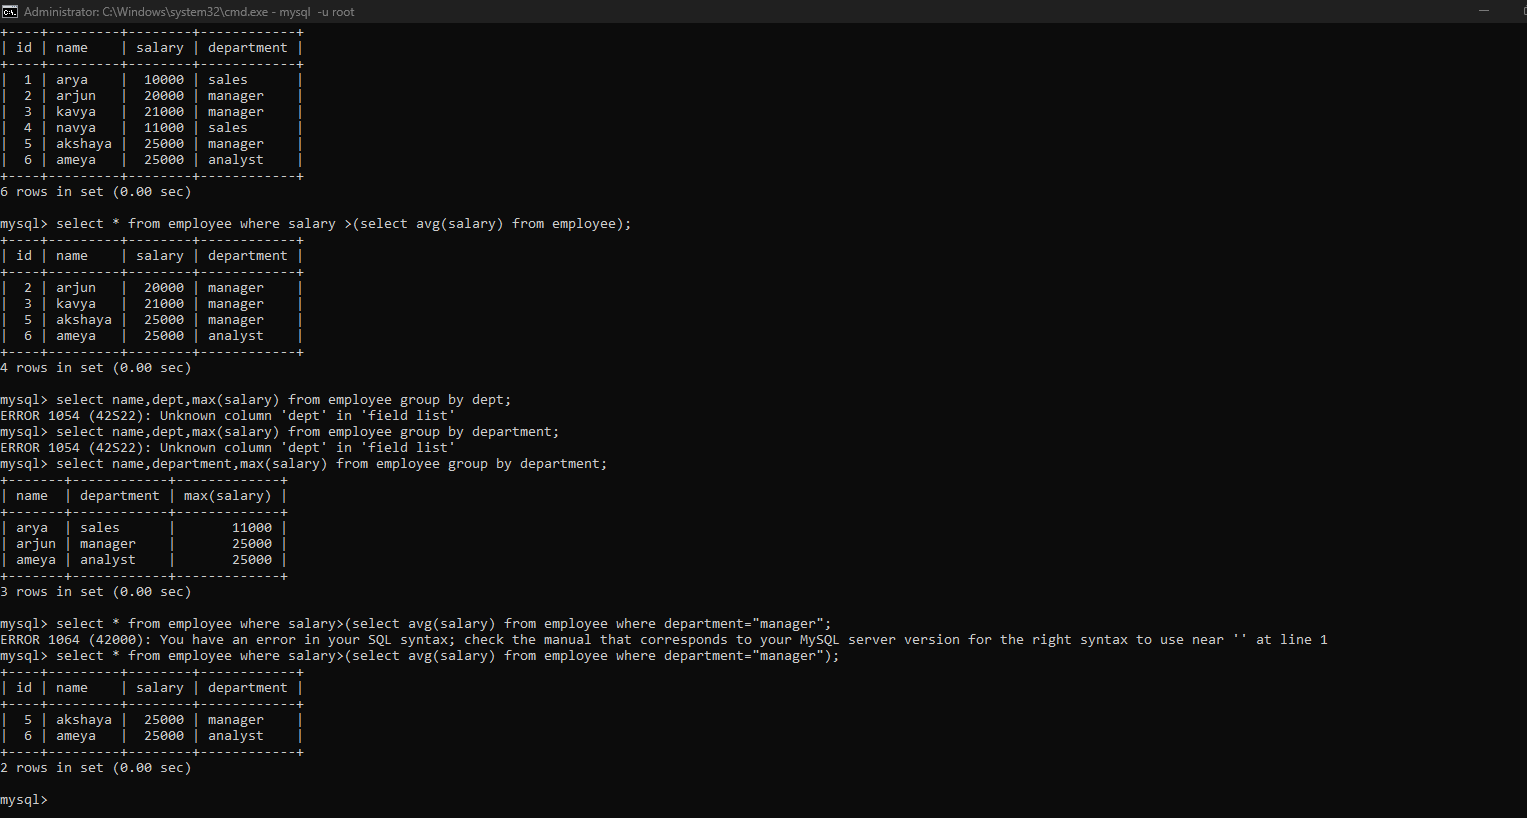 Administrator: C:\Windows\system32\cmd.exe - mysql  -u root
+----+---------+--------+------------+
| id | name    | salary | department |
+----+---------+--------+------------+
|  1 | arya    |  10000 | sales      |
|  2 | arjun   |  20000 | manager    |
|  3 | kavya   |  21000 | manager    |
|  4 | navya   |  11000 | sales      |
|  5 | akshaya |  25000 | manager    |
|  6 | ameya   |  25000 | analyst    |
+----+---------+--------+------------+
6 rows in set (0.00 sec)

mysql> select * from employee where salary >(select avg(salary) from employee);
+----+---------+--------+------------+
| id | name    | salary | department |
+----+---------+--------+------------+
|  2 | arjun   |  20000 | manager    |
|  3 | kavya   |  21000 | manager    |
|  5 | akshaya |  25000 | manager    |
|  6 | ameya   |  25000 | analyst    |
+----+---------+--------+------------+
4 rows in set (0.00 sec)

mysql> select name,dept,max(salary) from employee group by dept;
ERROR 1054 (42S22): Unknown column 'dept' in 'field list'
mysql> select name,dept,max(salary) from employee group by department;
ERROR 1054 (42S22): Unknown column 'dept' in 'field list'
mysql> select name,department,max(salary) from employee group by department;
+-------+------------+-------------+
| name  | department | max(salary) |
+-------+------------+-------------+
| arya  | sales      |       11000 |
| arjun | manager    |       25000 |
| ameya | analyst    |       25000 |
+-------+------------+-------------+
3 rows in set (0.00 sec)

mysql> select * from employee where salary>(select avg(salary) from employee where department="manager";
ERROR 1064 (42000): You have an error in your SQL syntax; check the manual that corresponds to your MySQL server version for the right syntax to use near '' at line 1
mysql> select * from employee where salary>(select avg(salary) from employee where department="manager");
+----+---------+--------+------------+
| id | name    | salary | department |
+----+---------+--------+------------+
|  5 | akshaya |  25000 | manager    |
|  6 | ameya   |  25000 | analyst    |
+----+---------+--------+------------+
2 rows in set (0.00 sec)

mysql>